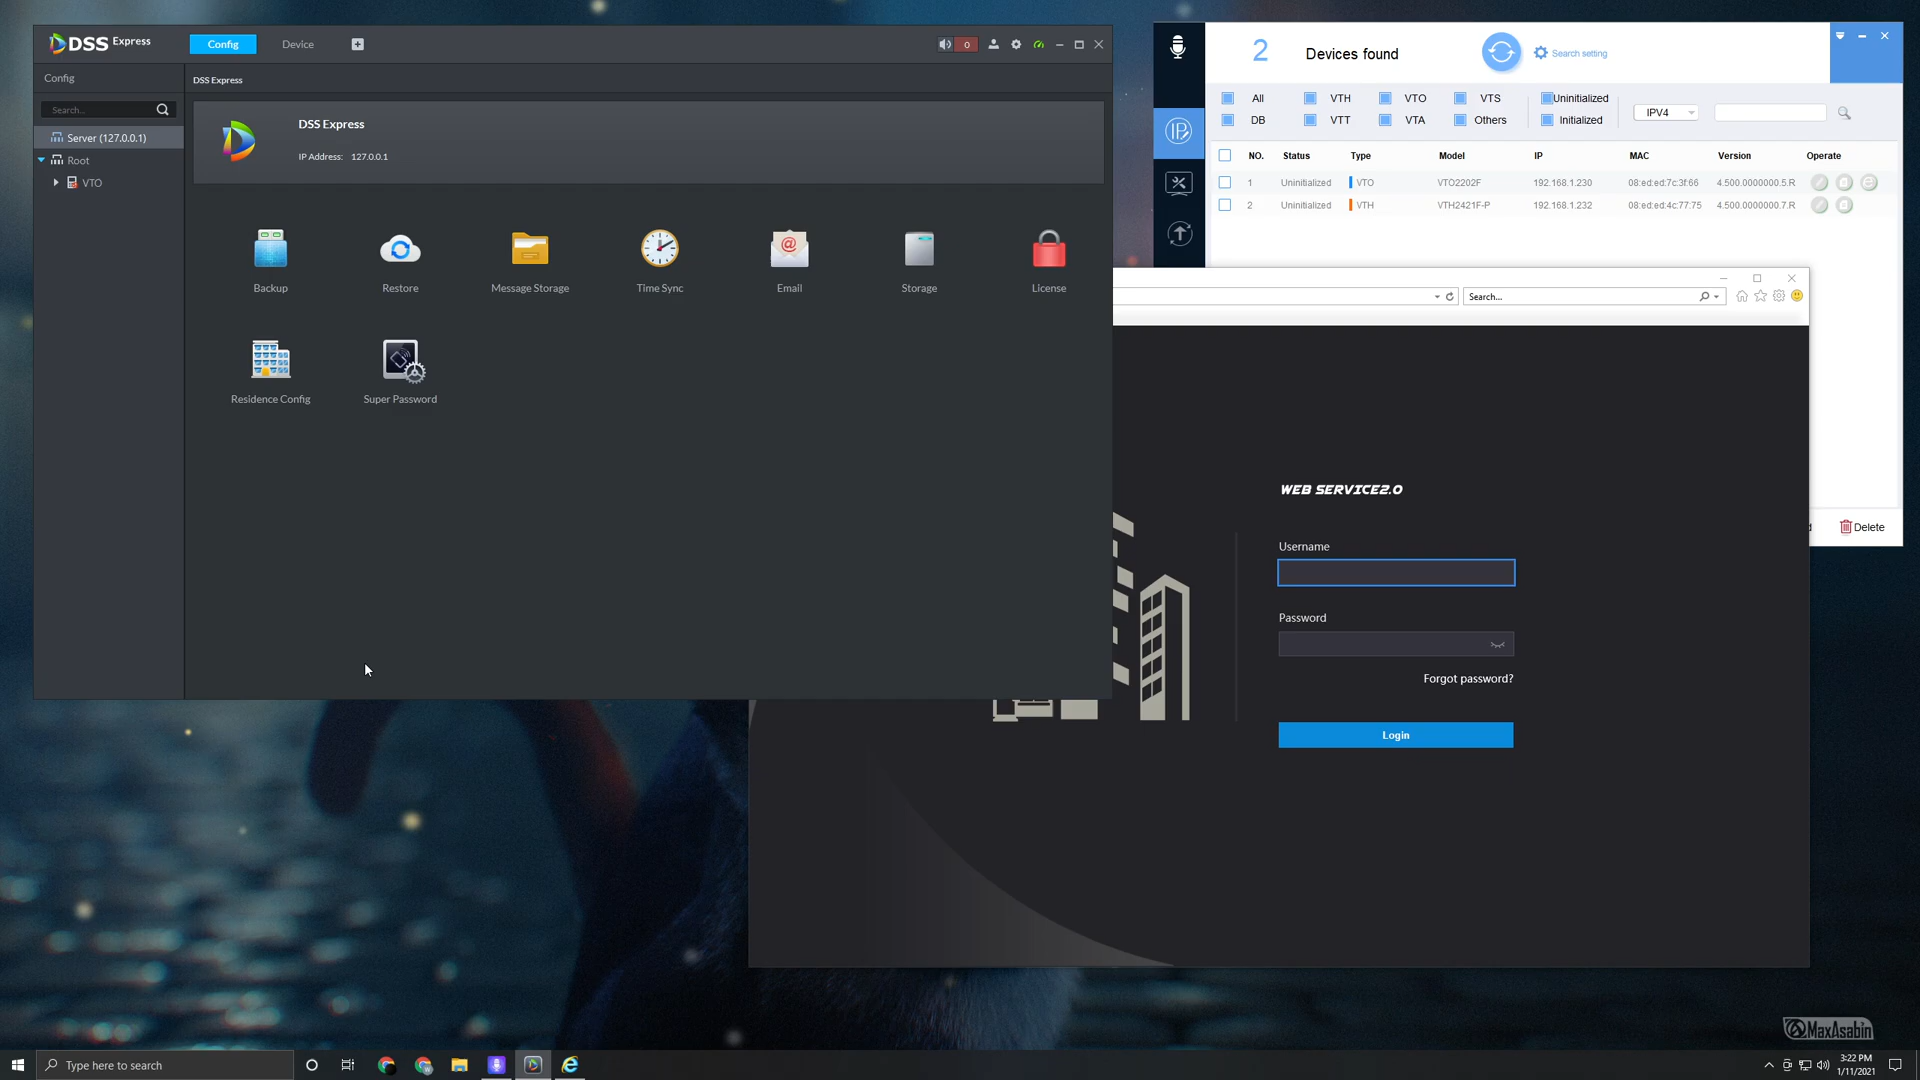 DSS Express
Config
Device
0
Config
DSS Express
Search...
Server (127.0.0.1)
Root
VTO
DSS Express
IP Address: 127.0.0.1
Backup
Restore
Message Storage
Time Sync
Email
Storage
License
Residence Config
Super Password
2 Devices found
Search setting
All VTH VTO VTS Uninitialized
DB VTT VTA Others Initialized
IPV4
NO. Status Type Model IP MAC Version Operate
1 Uninitialized VTO VTO2202F 192.168.1.230 08:ed:ed:7c:3f:66 4.500.0000000.5.R
2 Uninitialized VTH VTH2421F-P 192.168.1.232 08:ed:ed:4c:77:75 4.500.0000000.7.R
Delete
Search...
WEB SERVICE2.0
Username
Password
Forgot password?
Login
MaxAsabin
Type here to search
3:22 PM
1/11/2021